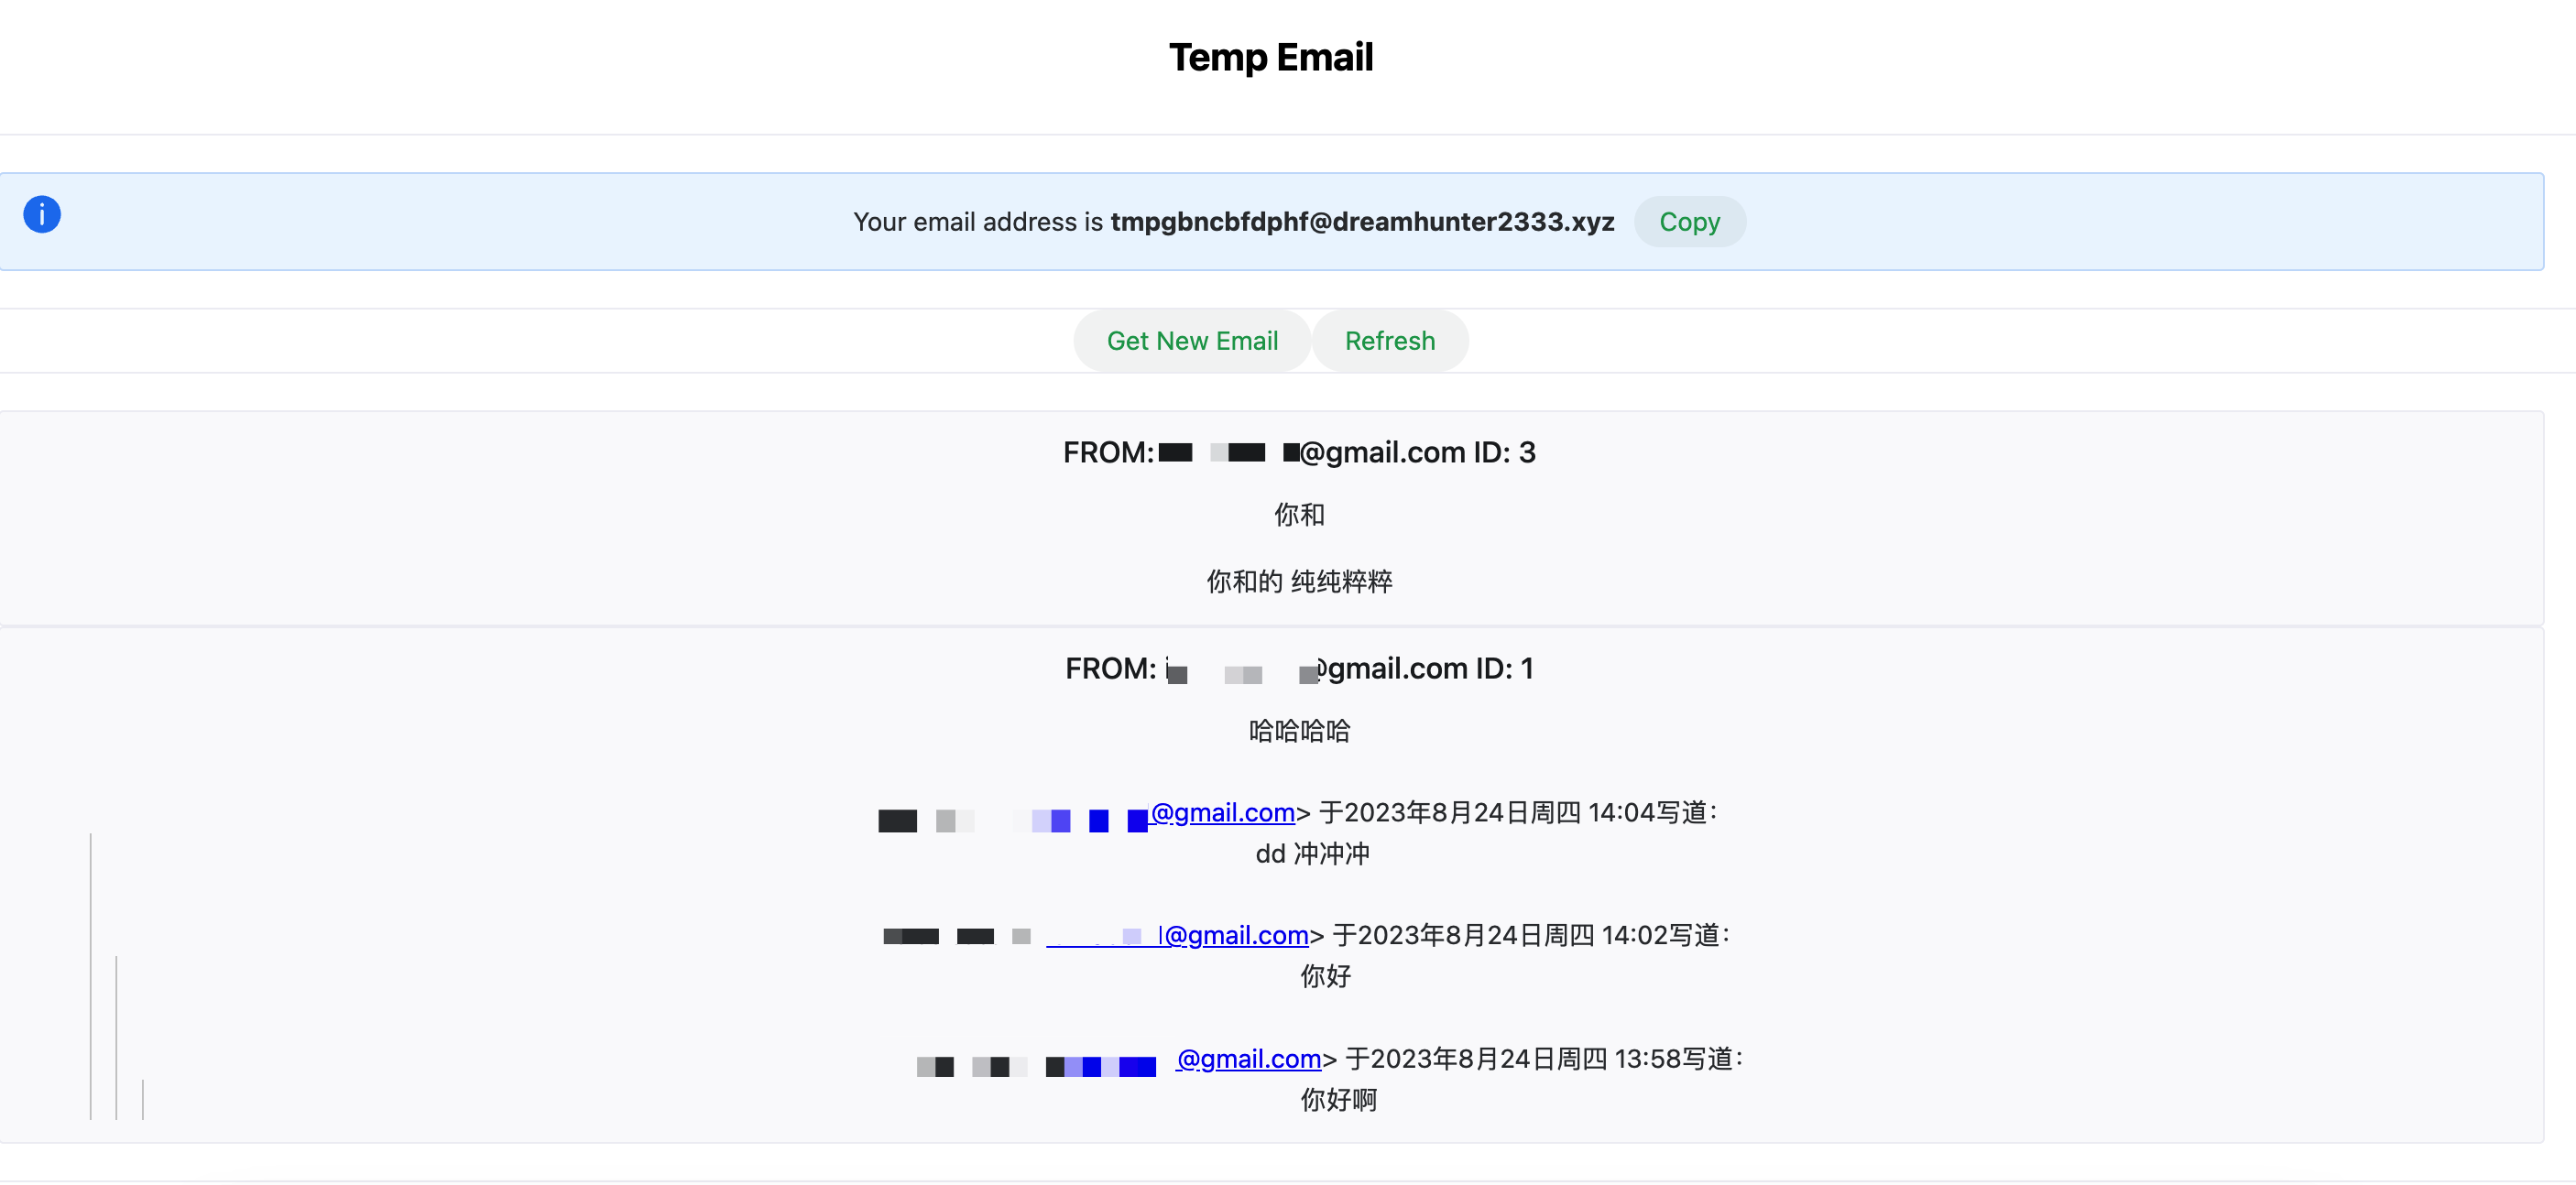 Temp Email
Your email address is tmpgbncbfdphf@dreamhunter2333.xyz Copy
Get New Email Refresh
FROM: @gmail.com ID: 3
你和
你和的 纯纯粹粹
FROM: @gmail.com ID: 1
哈哈哈哈
@gmail.com> 于2023年8月24日周四 14:04写道：
dd 冲冲冲
@gmail.com> 于2023年8月24日周四 14:02写道：
你好
@gmail.com> 于2023年8月24日周四 13:58写道：
你好啊